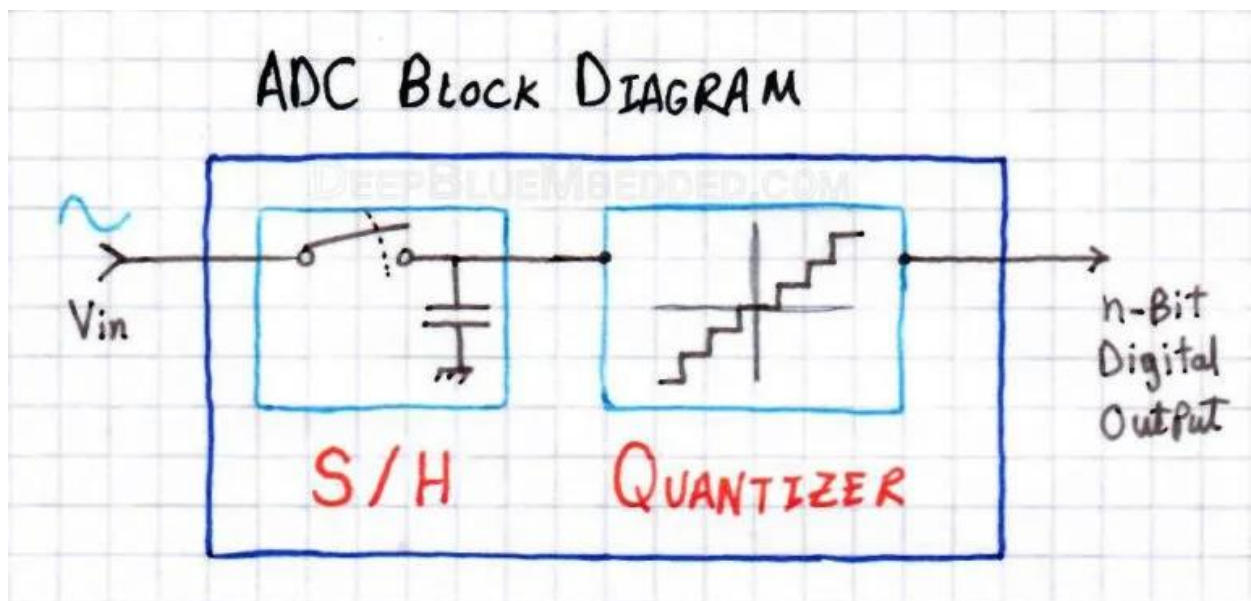 ADC BLOCK DIAGRAM
DEEPBLUEMBEDDED.COM
Vin
n-Bit
Digital
OutPut
S/H
QUANTIZER